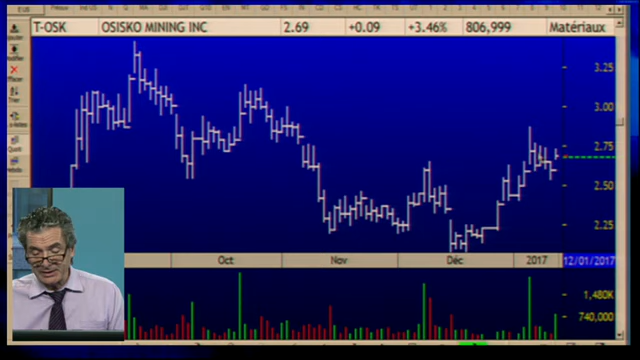 T-OSK OSISKO MINING INC 2.69 +0.09 +3.46% 806,999 Matériaux
3.25
3.00
2.75
2.50
2.25
Oct Nov Déc 2017 12/01/2017
1,480K
740,000